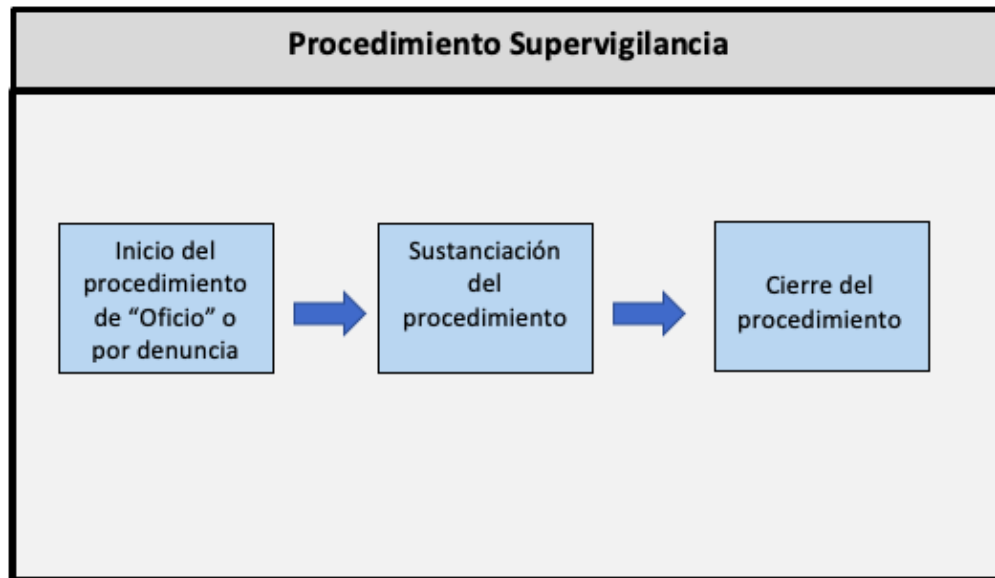 Procedimiento Supervigilancia
Inicio del
procedimiento
de “Oficio” o
por denuncia
Sustanciación
del
procedimiento
Cierre del
procedimiento